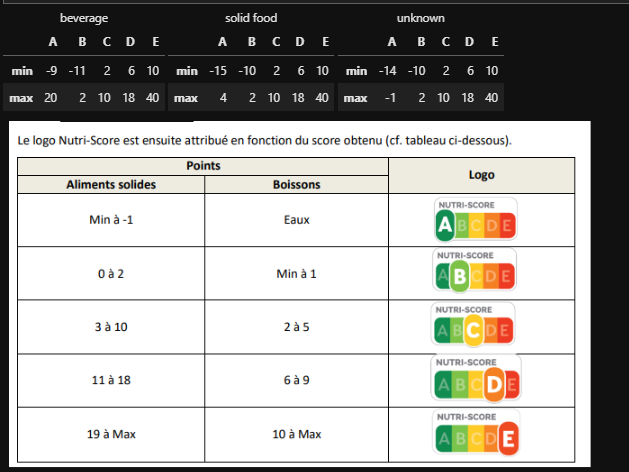 beverage solid food unknown
A B C D E A B C D E A B C D E
min -9 -11 2 6 10 min -15 -10 2 6 10 min -14 -10 2 6 10
max 20 2 10 18 40 max 4 2 10 18 40 max -1 2 10 18 40
Le logo Nutri-Score est ensuite attribué en fonction du score obtenu (cf. tableau ci-dessous).
Points Logo
Aliments solides Boissons
Min à -1 Eaux NUTRI-SCORE A B C D E
0 à 2 Min à 1 NUTRI-SCORE A B C D E
3 à 10 2 à 5 NUTRI-SCORE A B C D E
11 à 18 6 à 9 NUTRI-SCORE A B C D E
19 à Max 10 à Max NUTRI-SCORE A B C D E